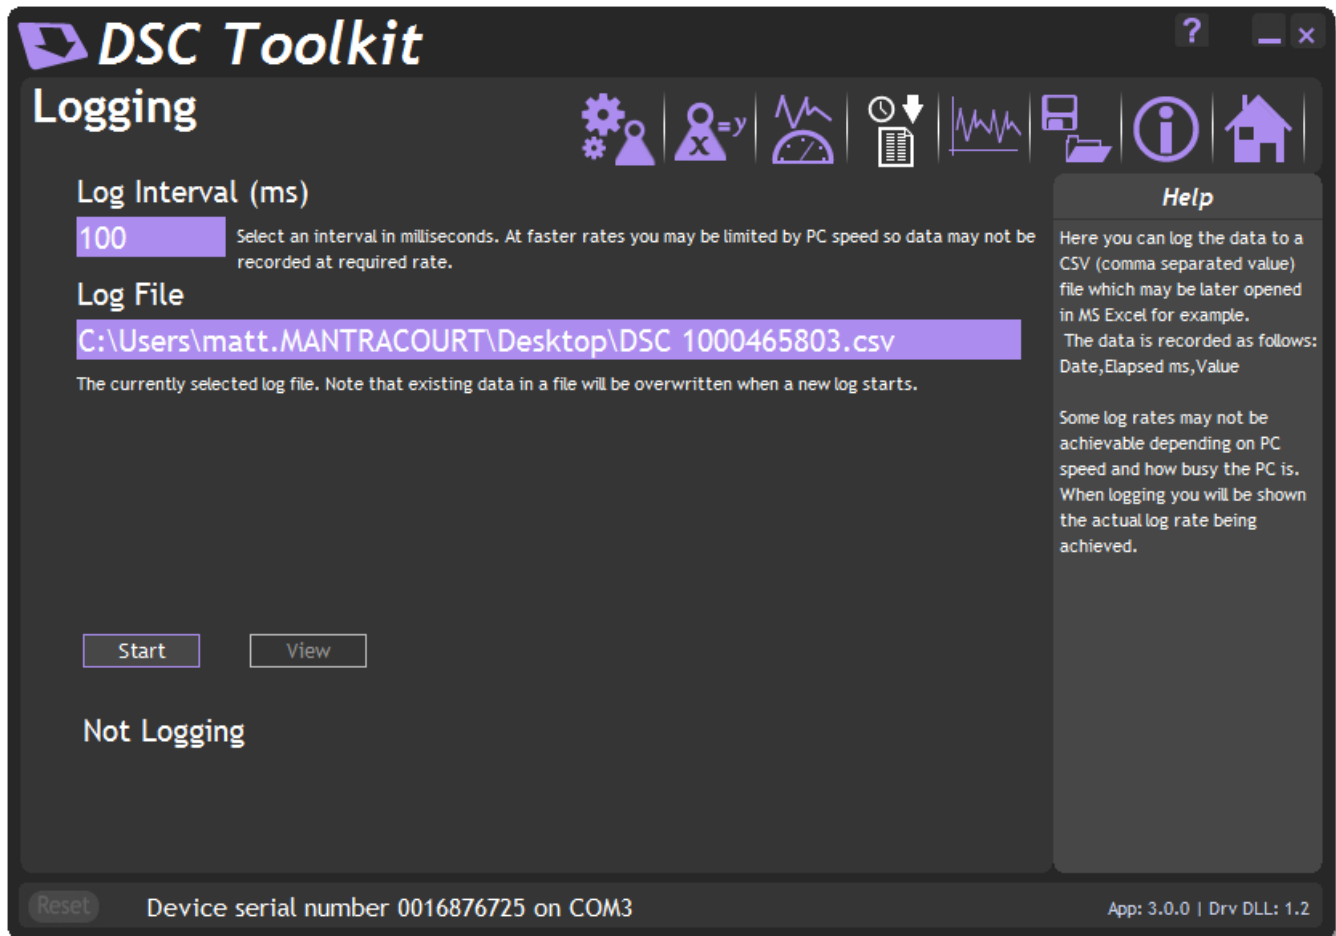 DSC Toolkit
?
Logging
x =y
i
Log Interval (ms)
100
Select an interval in milliseconds. At faster rates you may be limited by PC speed so data may not be
recorded at required rate.
Log File
C:\Users\matt.MANTRACOURT\Desktop\DSC 1000465803.csv
The currently selected log file. Note that existing data in a file will be overwritten when a new log starts.
Start
View
Not Logging
Help
Here you can log the data to a
CSV (comma separated value)
file which may be later opened
in MS Excel for example.
The data is recorded as follows:
Date,Elapsed ms,Value
Some log rates may not be
achievable depending on PC
speed and how busy the PC is.
When logging you will be shown
the actual log rate being
achieved.
Reset
Device serial number 0016876725 on COM3
App: 3.0.0 | Drv DLL: 1.2